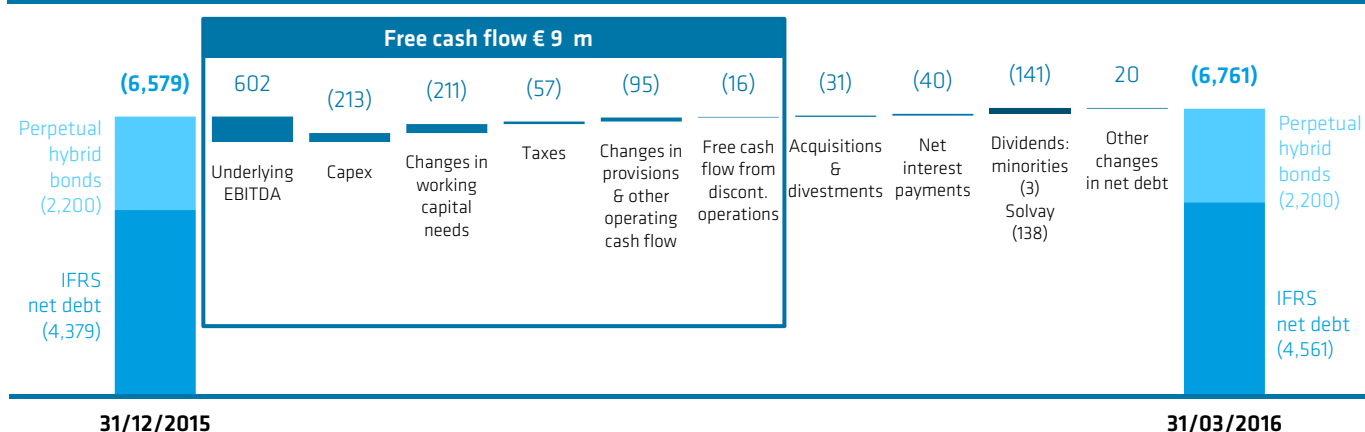 Free cash flow € 9 m
(6,579)
602
(213)
(211)
(57)
(95)
(16)
(31)
(40)
(141)
20
(6,761)
Perpetual
hybrid
bonds
(2,200)
IFRS
net debt
(4,379)
Underlying
EBITDA
Capex
Changes in
working
capital
needs
Taxes
Changes in
provisions
& other
operating
cash flow
Free cash
flow from
discont.
operations
Acquisitions
&
divestments
Net
interest
payments
Dividends:
minorities
(3)
Solvay
(138)
Other
changes
in net debt
Perpetual
hybrid
bonds
(2,200)
IFRS
net debt
(4,561)
31/12/2015
31/03/2016